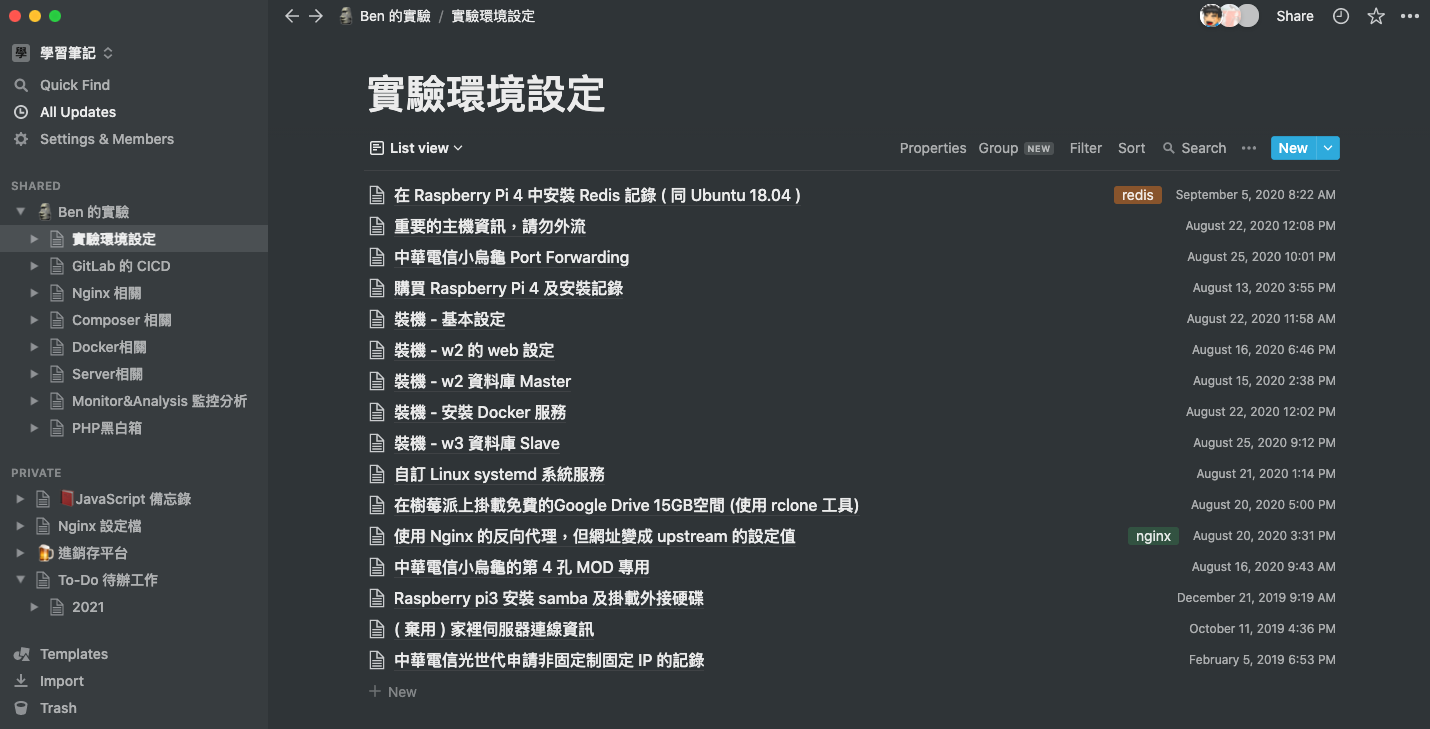 學 學習筆記
Quick Find
All Updates
Settings & Members
SHARED
Ben 的實驗
實驗環境設定
GitLab 的 CICD
Nginx 相關
Composer 相關
Docker相關
Server相關
Monitor&Analysis 監控分析
PHP黑白箱
PRIVATE
JavaScript 備忘錄
Nginx 設定檔
進銷存平台
To-Do 待辦工作
2021
Templates
Import
Trash
Ben 的實驗 / 實驗環境設定
Share
實驗環境設定
List view
Properties Group NEW Filter Sort Search New
在 Raspberry Pi 4 中安裝 Redis 記錄 ( 同 Ubuntu 18.04 ) redis September 5, 2020 8:22 AM
重要的主機資訊，請勿外流 August 22, 2020 12:08 PM
中華電信小烏龜 Port Forwarding August 25, 2020 10:01 PM
購買 Raspberry Pi 4 及安裝記錄 August 13, 2020 3:55 PM
裝機 - 基本設定 August 22, 2020 11:58 AM
裝機 - w2 的 web 設定 August 16, 2020 6:46 PM
裝機 - w2 資料庫 Master August 15, 2020 2:38 PM
裝機 - 安裝 Docker 服務 August 22, 2020 12:02 PM
裝機 - w3 資料庫 Slave August 25, 2020 9:12 PM
自訂 Linux systemd 系統服務 August 21, 2020 1:14 PM
在樹莓派上掛載免費的Google Drive 15GB空間 (使用 rclone 工具) August 20, 2020 5:00 PM
使用 Nginx 的反向代理，但網址變成 upstream 的設定值 nginx August 20, 2020 3:31 PM
中華電信小烏龜的第 4 孔 MOD 專用 August 16, 2020 9:43 AM
Raspberry pi3 安裝 samba 及掛載外接硬碟 December 21, 2019 9:19 AM
( 棄用 ) 家裡伺服器連線資訊 October 11, 2019 4:36 PM
中華電信光世代申請非固定制固定 IP 的記錄 February 5, 2019 6:53 PM
New